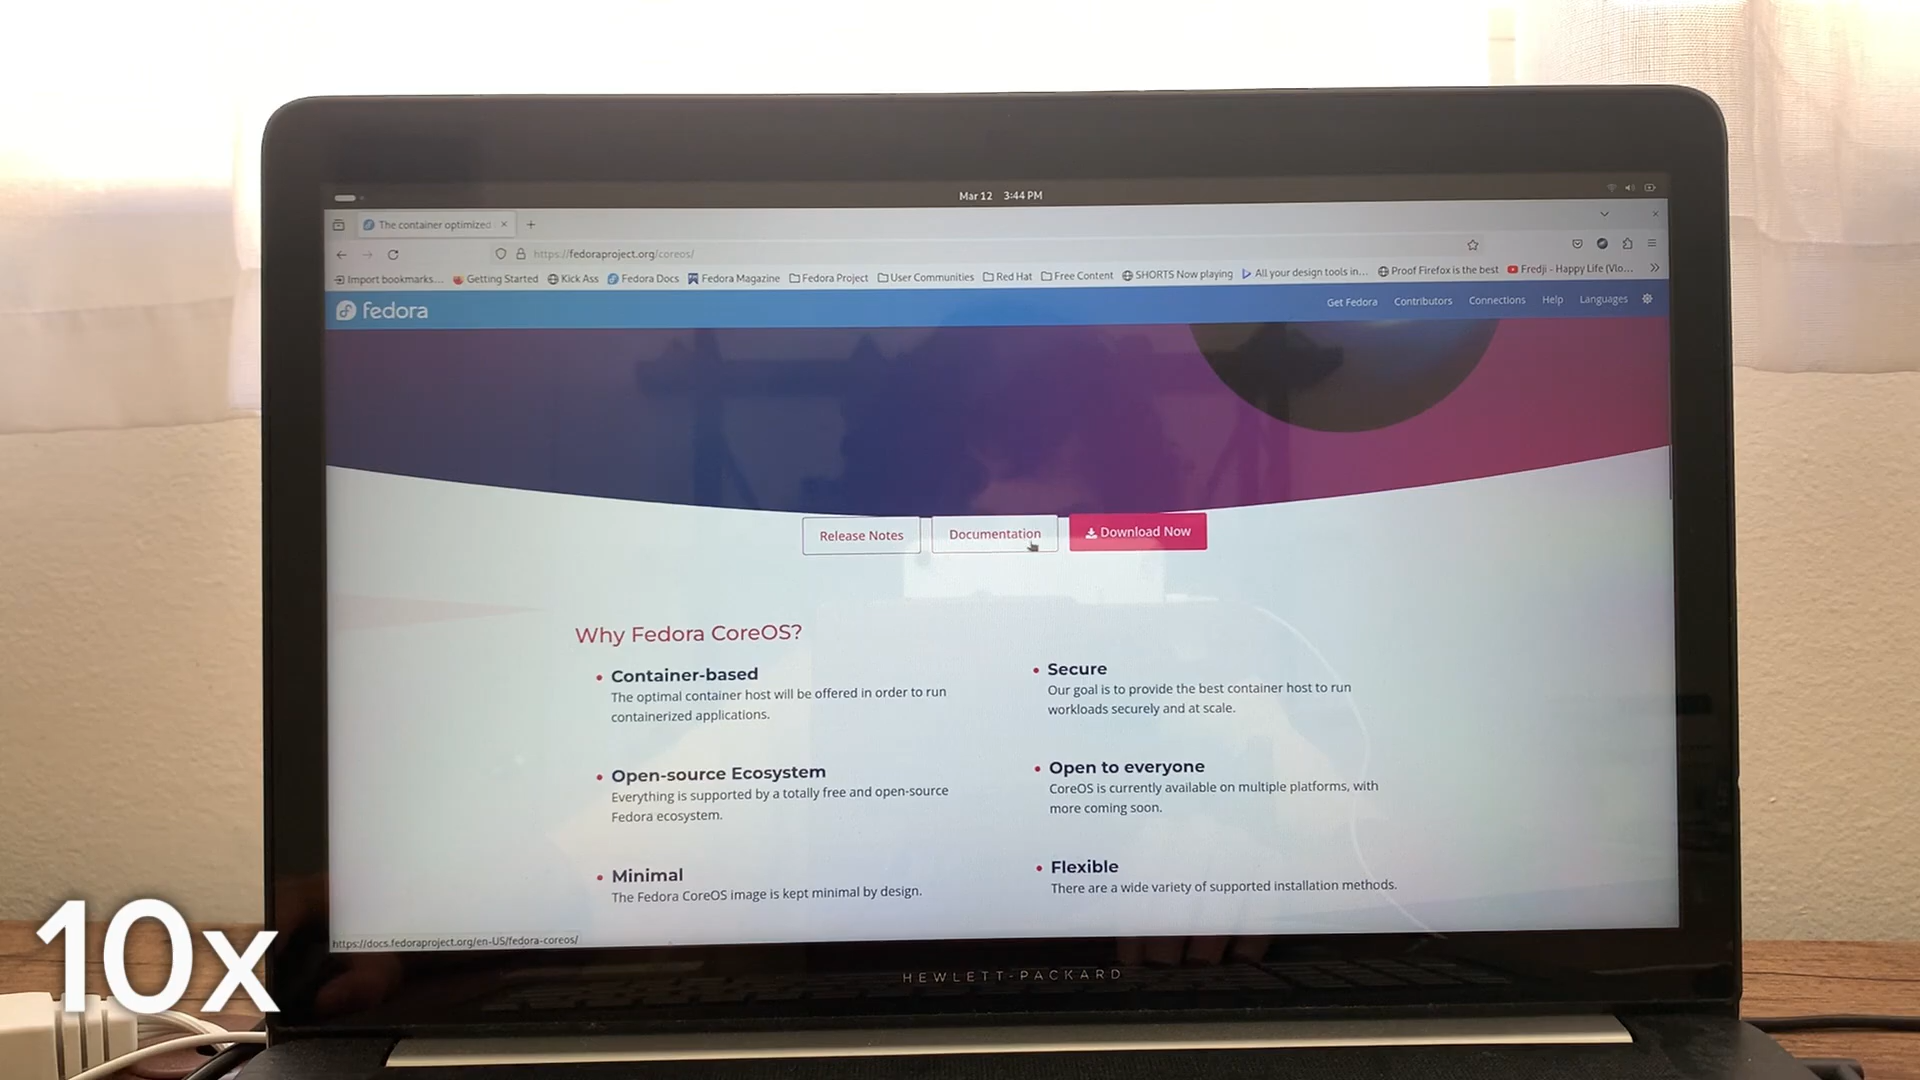 Mar 12 3:44 PM
The container optimized
https://fedoraproject.org/coreos/
Import bookmarks... Getting Started Kick Ass Fedora Docs Fedora Magazine Fedora Project User Communities Red Hat Free Content SHORTS Now playing All your design tools in... Proof Firefox is the best Fredji - Happy Life (Vlo...
fedora Get Fedora Contributors Connections Help Languages
Release Notes Documentation Download Now
Why Fedora CoreOS?
Container-based
The optimal container host will be offered in order to run
containerized applications.
Secure
Our goal is to provide the best container host to run
workloads securely and at scale.
Open-source Ecosystem
Everything is supported by a totally free and open-source
Fedora ecosystem.
Open to everyone
CoreOS is currently available on multiple platforms, with
more coming soon.
Minimal
The Fedora CoreOS image is kept minimal by design.
Flexible
There are a wide variety of supported installation methods.
https://docs.fedoraproject.org/en-US/fedora-coreos/
HEWLETT-PACKARD
10x